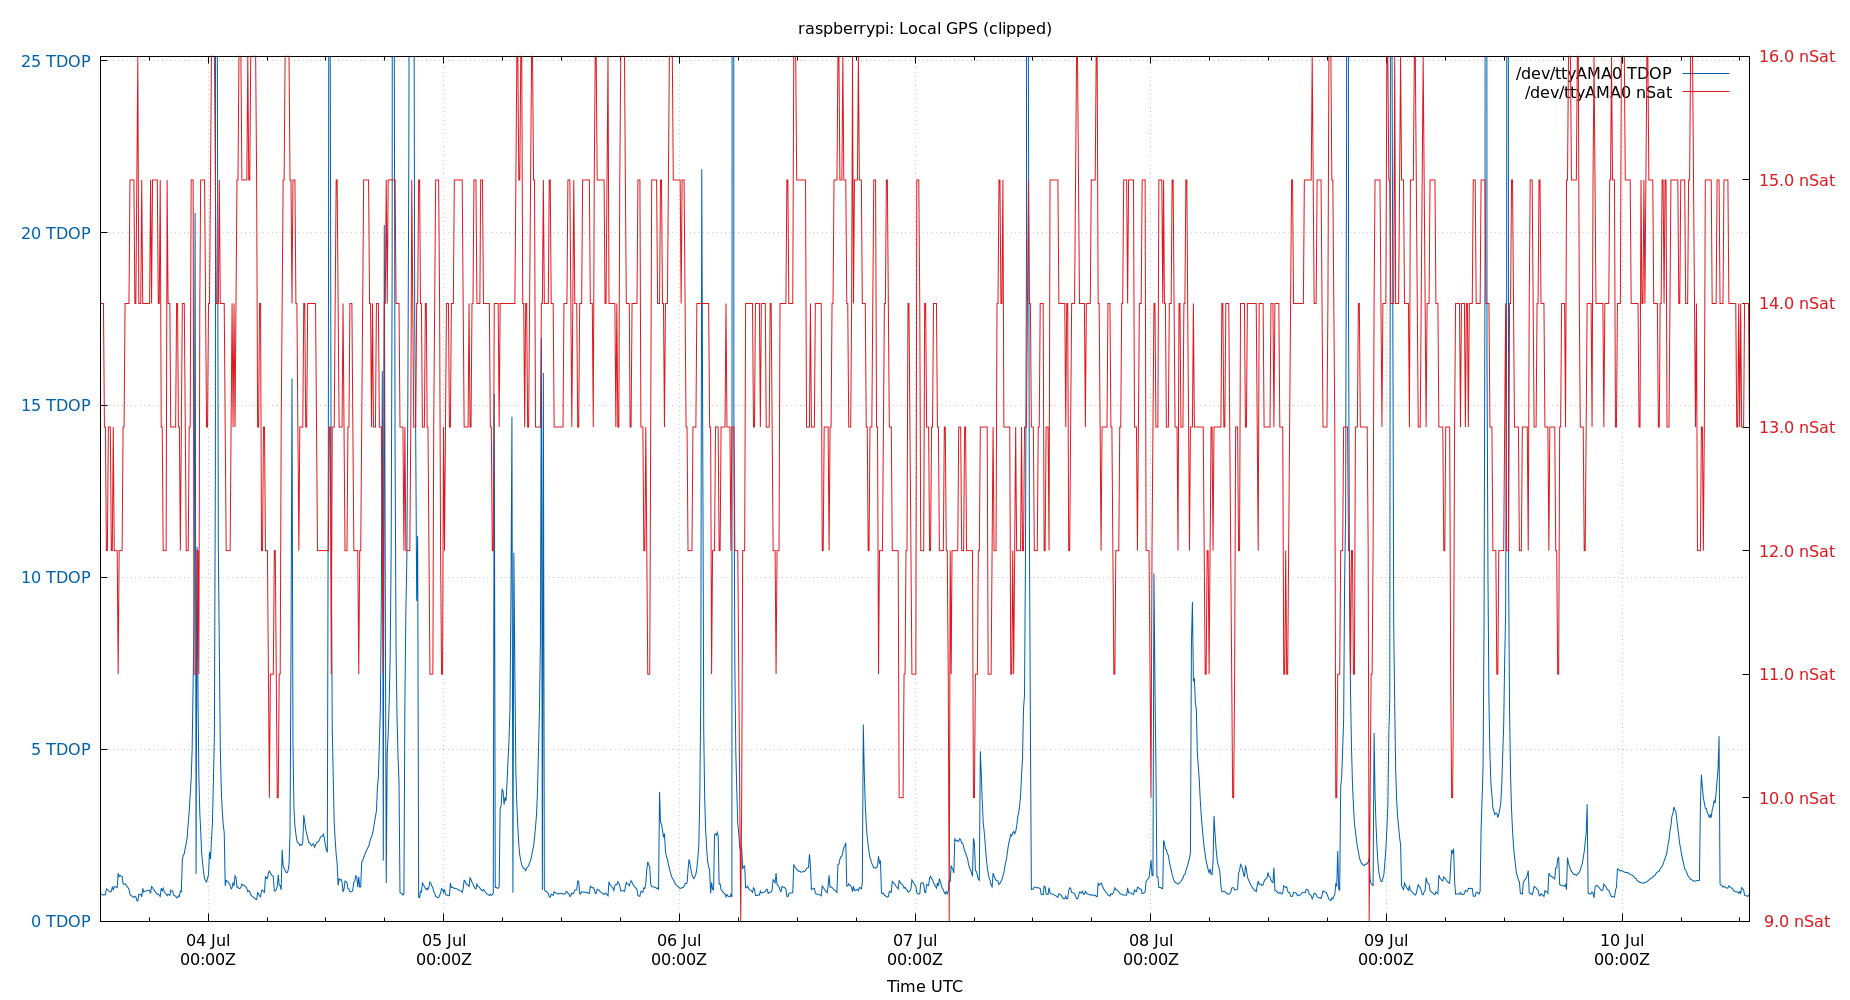 raspberrypi: Local GPS (clipped)
25 TDOP
20 TDOP
15 TDOP
10 TDOP
5 TDOP
0 TDOP
16.0 nSat
15.0 nSat
14.0 nSat
13.0 nSat
12.0 nSat
11.0 nSat
10.0 nSat
9.0 nSat
/dev/ttyAMA0 TDOP
/dev/ttyAMA0 nSat
04 Jul
00:00Z
05 Jul
00:00Z
06 Jul
00:00Z
07 Jul
00:00Z
08 Jul
00:00Z
09 Jul
00:00Z
10 Jul
00:00Z
Time UTC